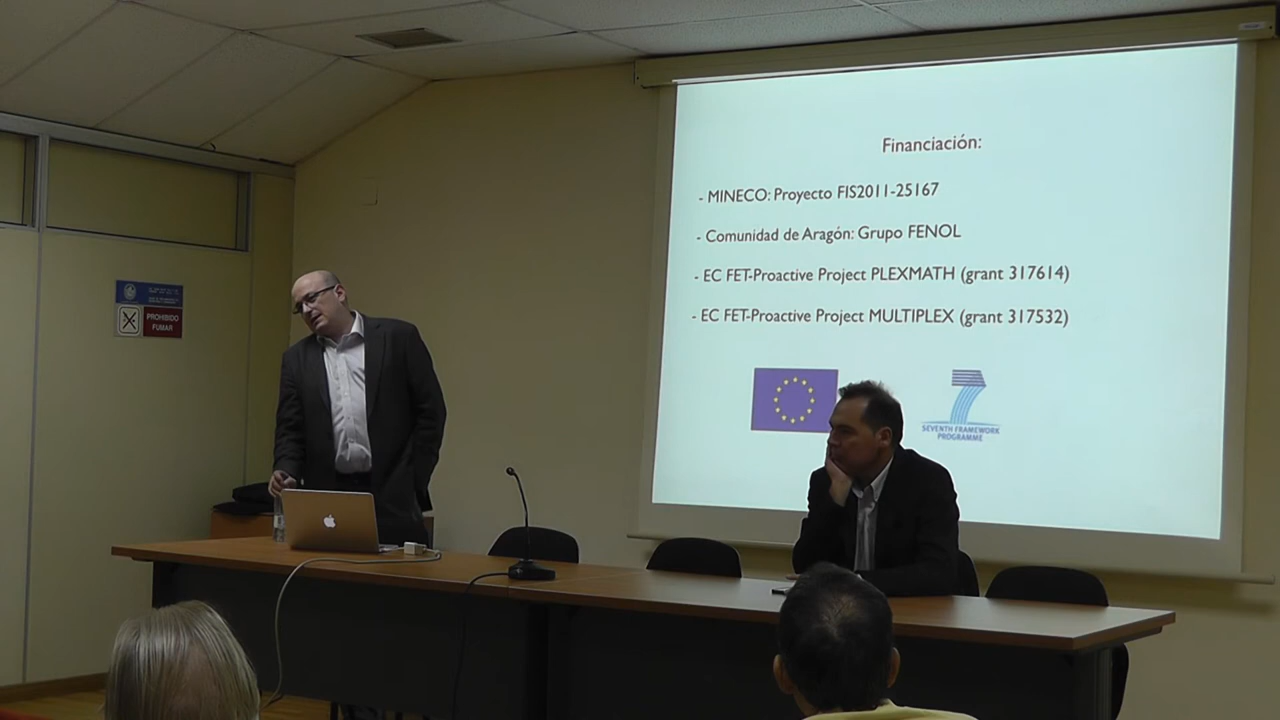 Financiación:
- MINECO: Proyecto FIS2011-25167
- Comunidad de Aragón: Grupo FENOL
- EC FET-Proactive Project PLEXMATH (grant 317614)
- EC FET-Proactive Project MULTIPLEX (grant 317532)
SEVENTH FRAMEWORK
PROGRAMME
PROHIBIDO
FUMAR